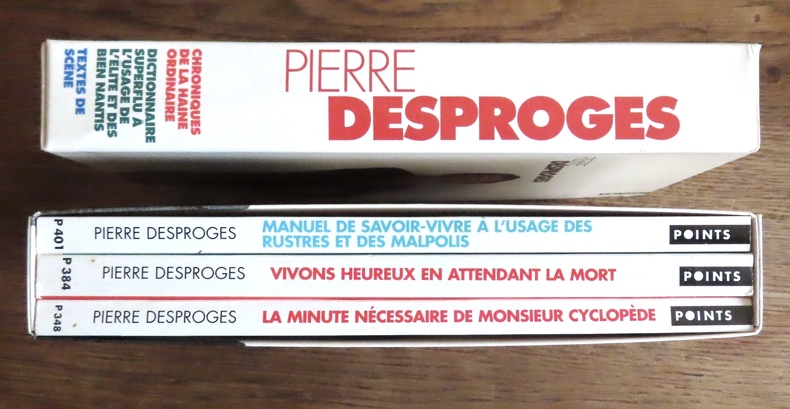 PIERRE
DESPROGES
CHRONIQUES
DE LA HAINE
ORDINAIRE
DICTIONNAIRE
SUPERFLU À
L'USAGE DE
L'ÉLITE ET DES
BIEN NANTIS
TEXTES DE
SCÈNE
DESPROGES
P 401
PIERRE DESPROGES
MANUEL DE SAVOIR-VIVRE À L'USAGE DES
RUSTRES ET DES MALPOLIS
POINTS
P 384
PIERRE DESPROGES
VIVONS HEUREUX EN ATTENDANT LA MORT
POINTS
P 348
PIERRE DESPROGES
LA MINUTE NÉCESSAIRE DE MONSIEUR CYCLOPÈDE
POINTS